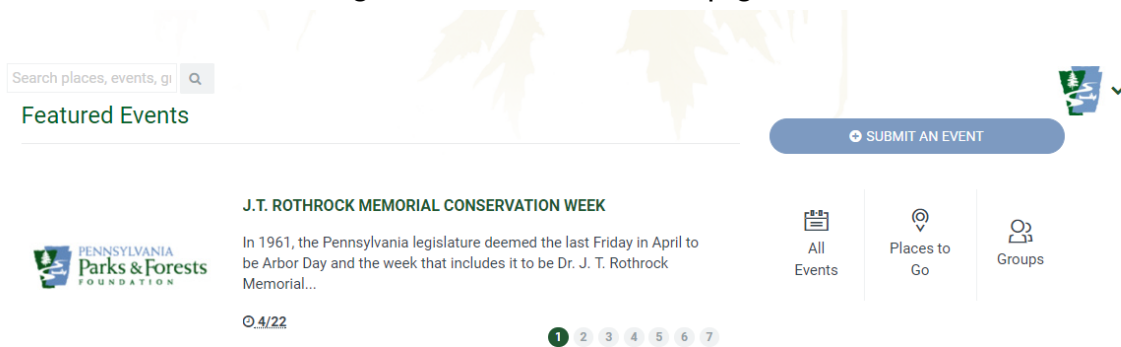 Search places, events, gr
Featured Events
SUBMIT AN EVENT
J.T. ROTHROCK MEMORIAL CONSERVATION WEEK
In 1961, the Pennsylvania legislature deemed the last Friday in April to
be Arbor Day and the week that includes it to be Dr. J. T. Rothrock
Memorial...
4/22
PENNSYLVANIA
Parks & Forests
FOUNDATION
All
Events
Places to
Go
Groups
1 2 3 4 5 6 7